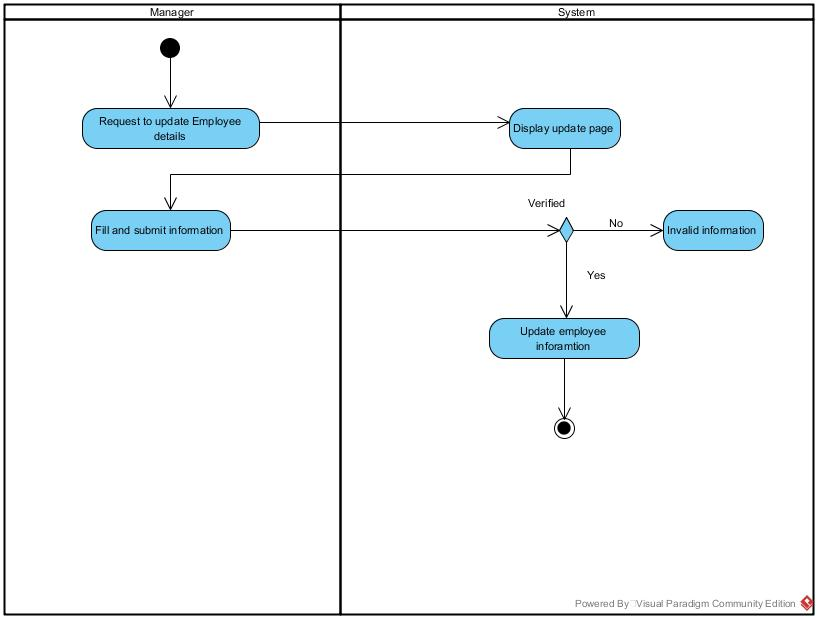 Manager
System
Request to update Employee
details
Display update page
Verified
Fill and submit information
No
Invalid information
Yes
Update employee
inforamtion
Powered By Visual Paradigm Community Edition